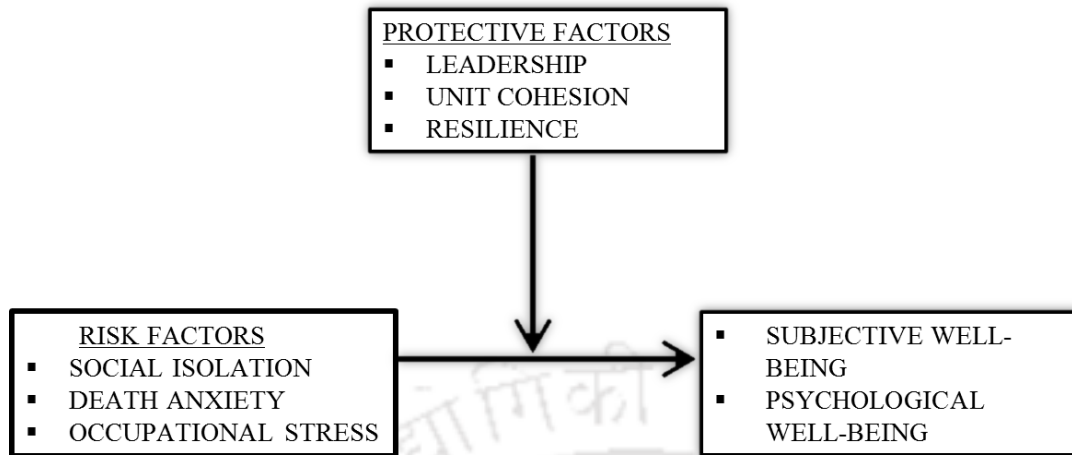 PROTECTIVE FACTORS
▪ LEADERSHIP
▪ UNIT COHESION
▪ RESILIENCE
RISK FACTORS
▪ SOCIAL ISOLATION
▪ DEATH ANXIETY
▪ OCCUPATIONAL STRESS
▪ SUBJECTIVE WELL-
BEING
▪ PSYCHOLOGICAL
WELL-BEING